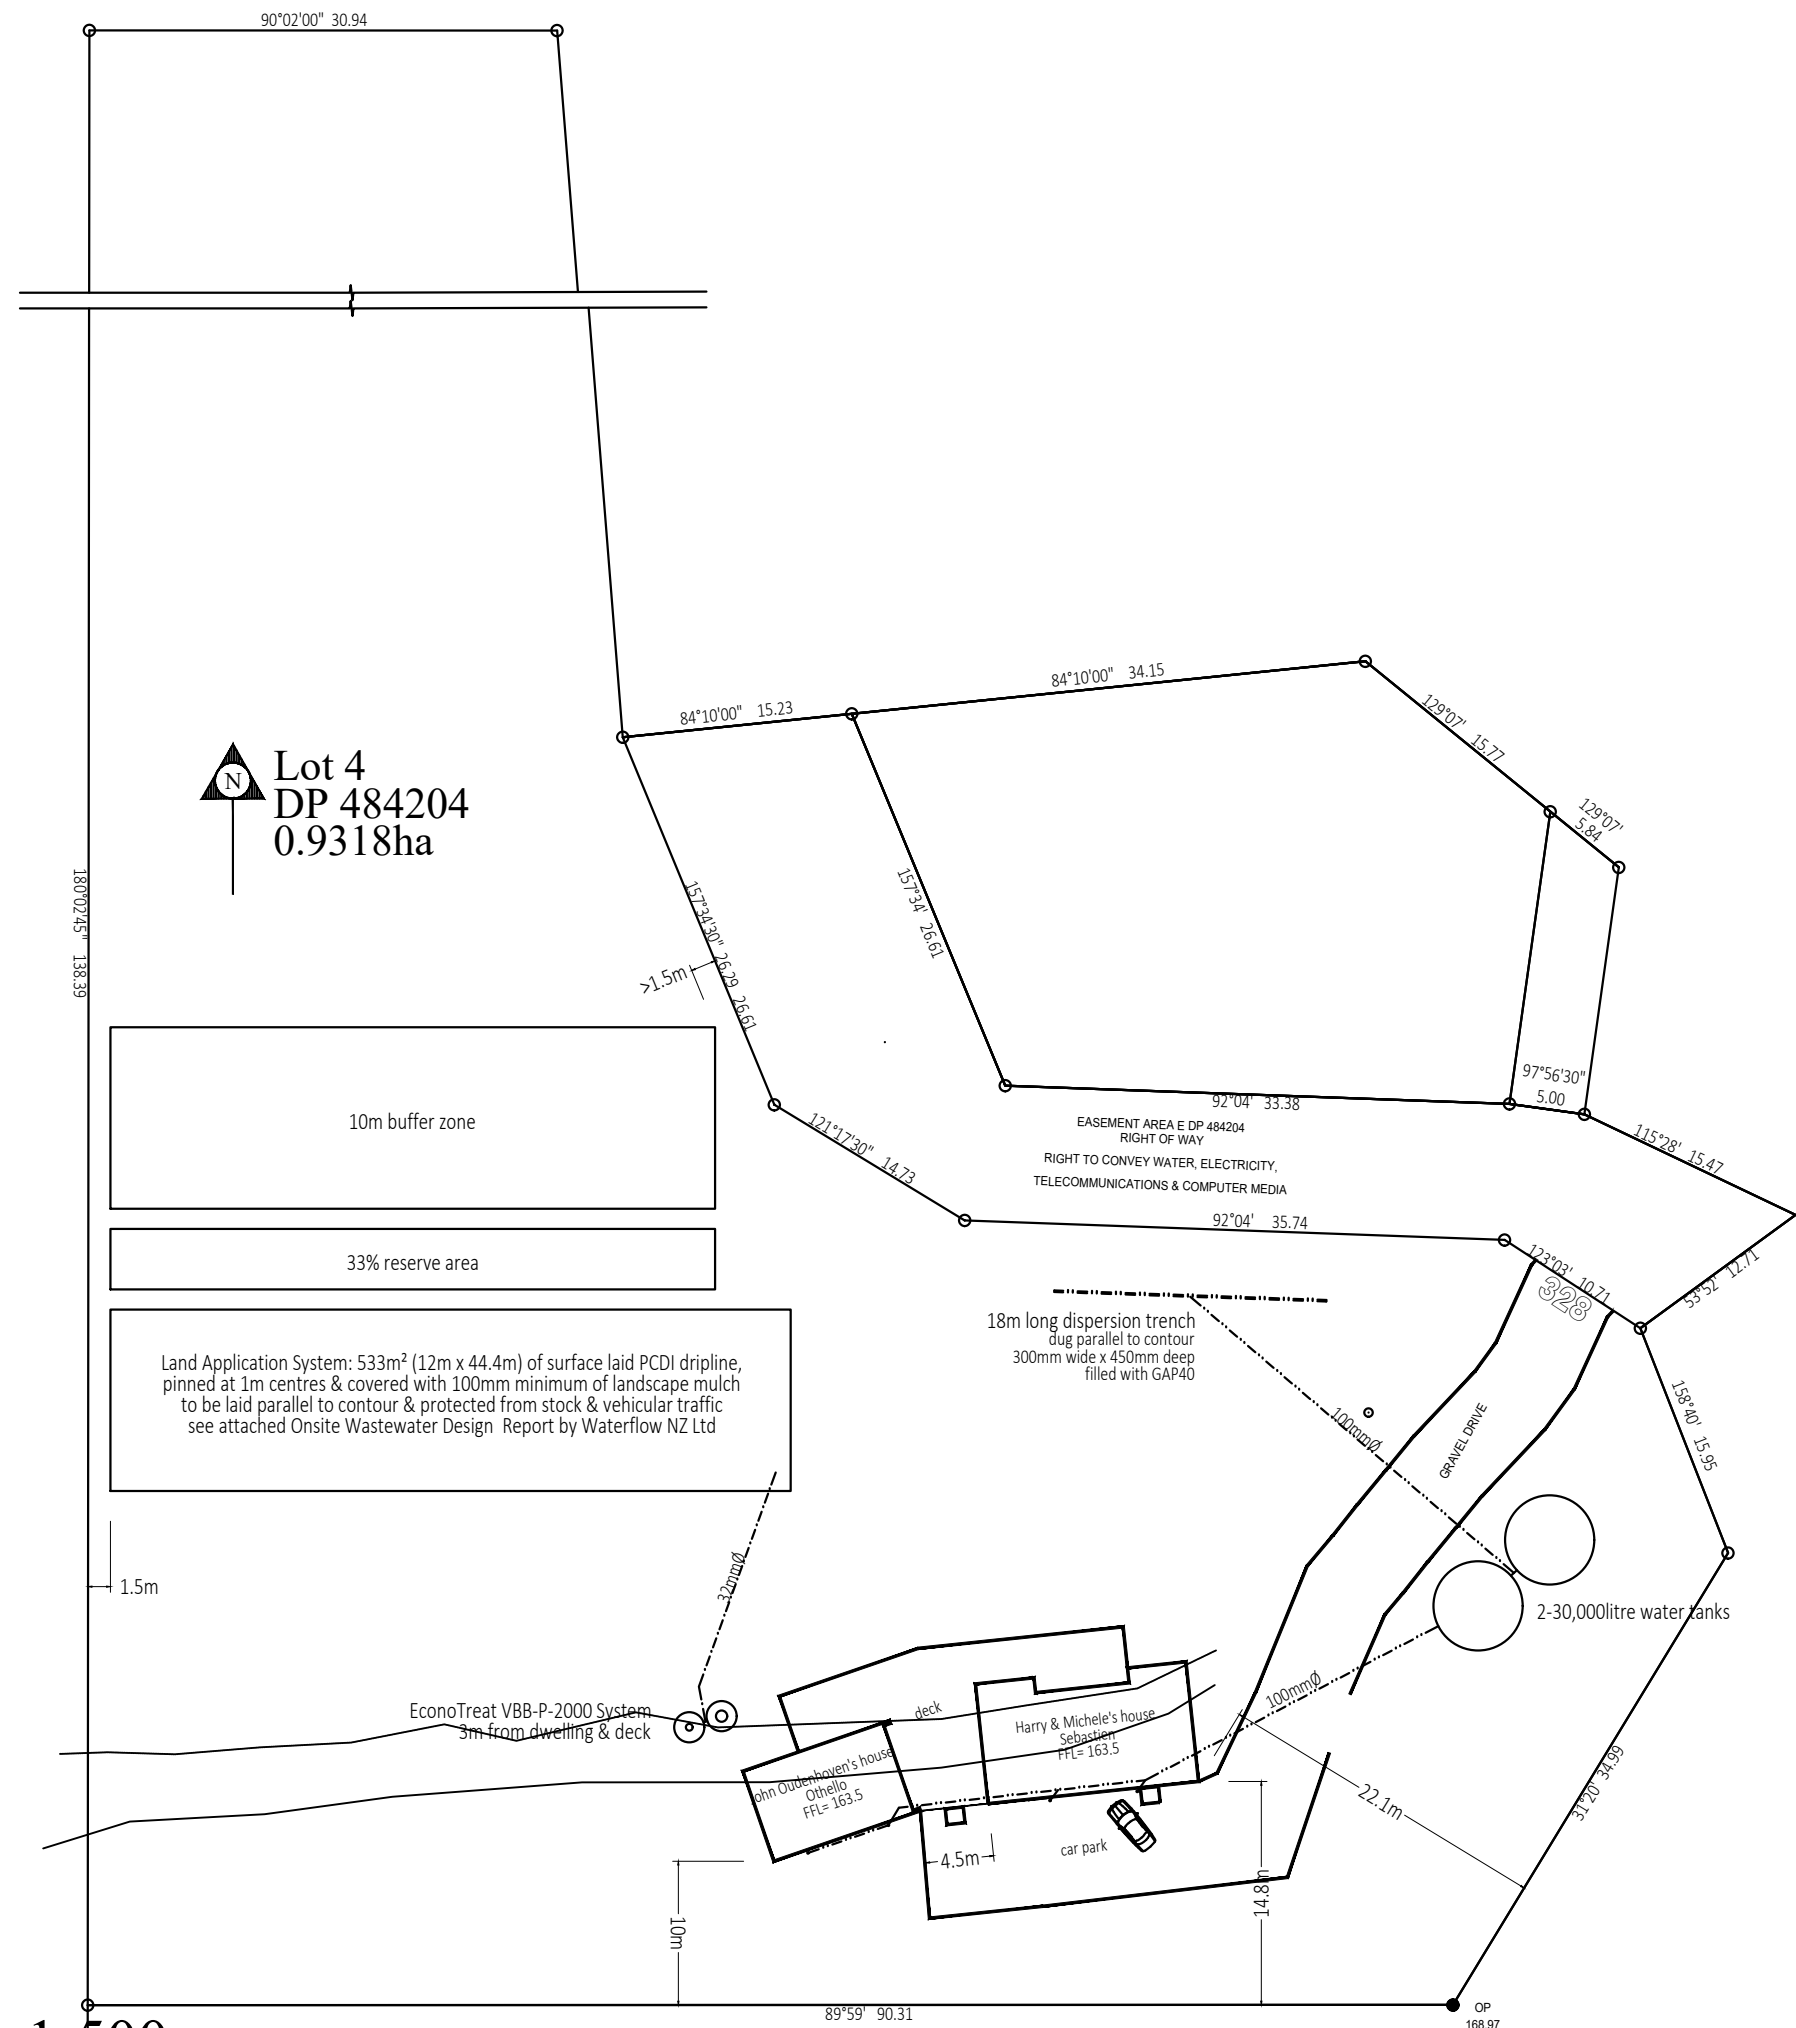 90°02'00" 30.94
84°10'00" 15.23
84°10'00" 34.15
129°07' 15.77
129°07'
5.84
N
Lot 4
DP 484204
0.9318ha
180°02'45" 138.39
157°34'30" 26.29 26.61
157°34' 26.61
>1.5m
97°56'30"
5.00
92°04' 33.38
10m buffer zone
121°17'30" 14.73
EASEMENT AREA E DP 484204
RIGHT OF WAY
RIGHT TO CONVEY WATER, ELECTRICITY,
TELECOMMUNICATIONS & COMPUTER MEDIA
115°28' 15.47
92°04' 35.74
33% reserve area
123°03' 10.71
328
53°52' 12.71
18m long dispersion trench
dug parallel to contour
300mm wide x 450mm deep
filled with GAP40
Land Application System: 533m² (12m x 44.4m) of surface laid PCDI dripline,
pinned at 1m centres & covered with 100mm minimum of landscape mulch
to be laid parallel to contour & protected from stock & vehicular traffic
see attached Onsite Wastewater Design Report by Waterflow NZ Ltd
100mmØ
GRAVEL DRIVE
158°40' 15.95
1.5m
32mmØ
2-30,000litre water tanks
100mmØ
EconoTreat VBB-P-2000 System
3m from dwelling & deck
deck
Harry & Michele's house
Sebastien
FFL= 163.5
ohn Oudenhoven's house
Othello
FFL= 163.5
22.1m
31°20' 34.99
4.5m
car park
14.8m
10m
89°59' 90.31
OP
168.97